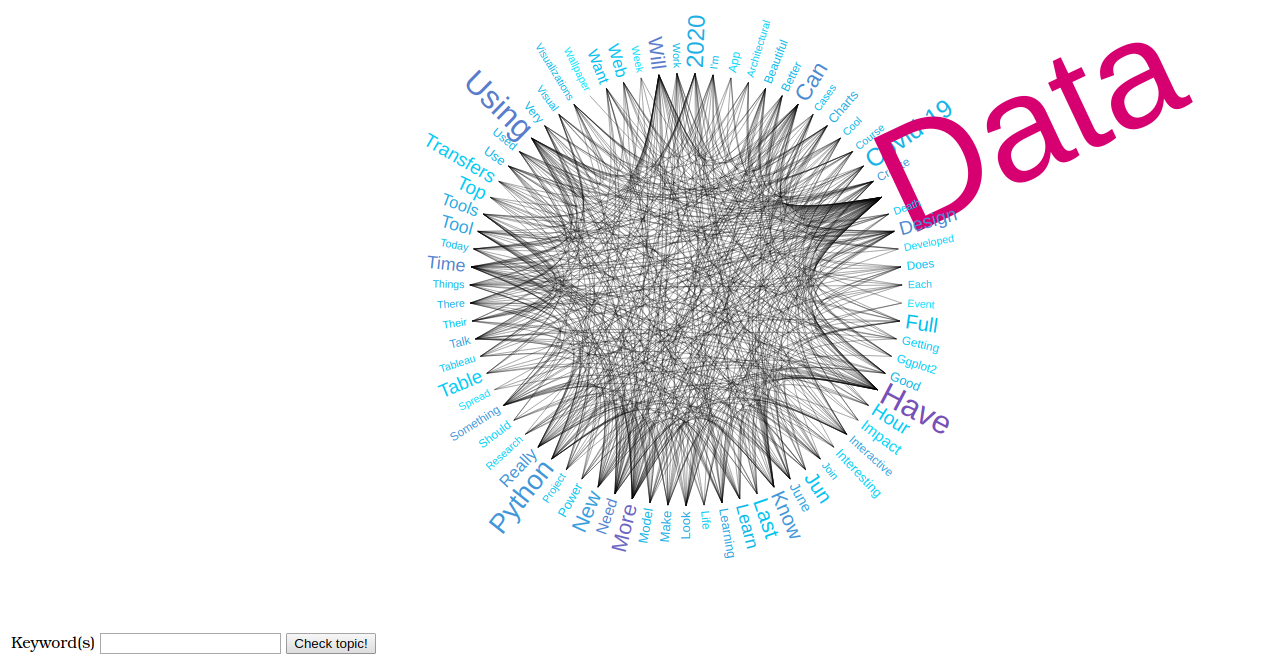 2020
I'm
App
Architectural
Beautiful
Better
Can
Cases
Charts
Cool
Course
Covid-19
Create
Data
Death
Design
Developed
Does
Each
Event
Full
Getting
Ggplot2
Good
Have
Hour
Impact
Interactive
Interesting
Join
Jun
June
Know
Last
Learn
Learning
Life
Look
Make
Model
More
Need
New
Power
Project
Python
Really
Research
Should
Something
Spread
Table
Tableau
Talk
Their
There
Things
Time
Today
Tool
Tools
Top
Transfers
Use
Used
Using
Very
Visual
Visualizations
Wallpaper
Want
Web
Week
Will
Work
Keyword(s)
Check topic!